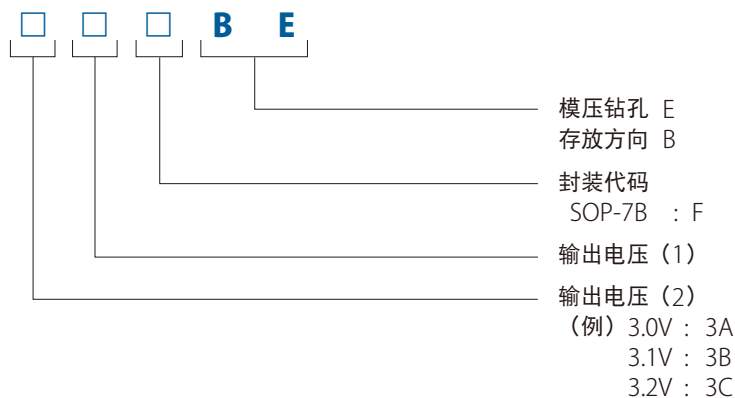 □ □ □ B E
模压钻孔 E
存放方向 B
封装代码
SOP-7B : F
输出电压（1）
输出电压（2）
（例）3.0V : 3A
3.1V : 3B
3.2V : 3C